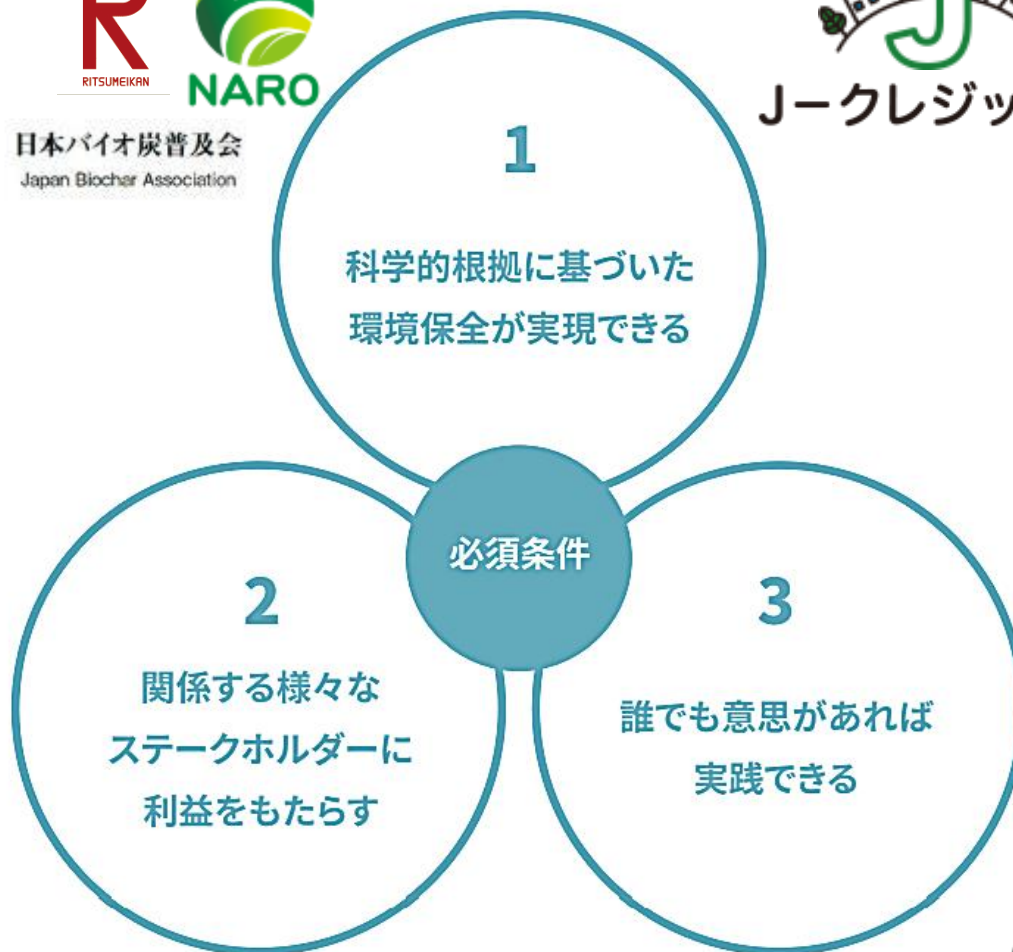 R
RITSUMEIKAN
NARO
日本バイオ炭普及会
Japan Biochar Association
J
Jークレジッ
1
科学的根拠に基づいた
環境保全が実現できる
必須条件
2
関係する様々な
ステークホルダーに
利益をもたらす
3
誰でも意思があれば
実践できる